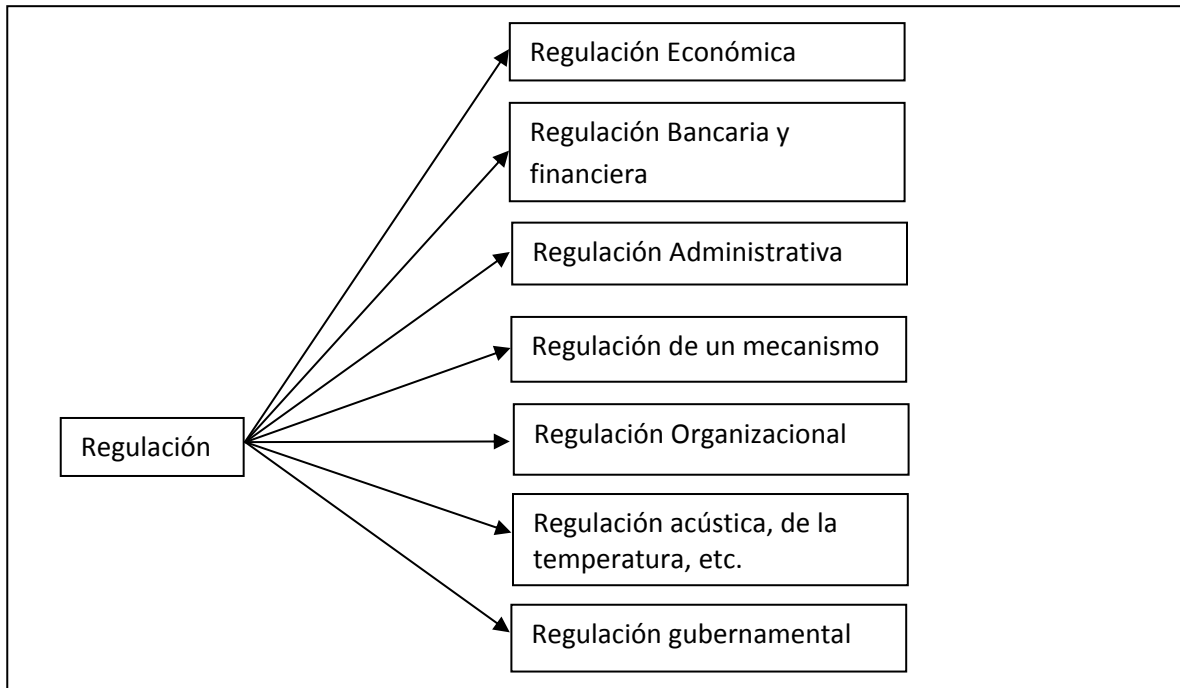 Regulación Económica
Regulación Bancaria y
financiera
Regulación Administrativa
Regulación de un mecanismo
Regulación
Regulación Organizacional
Regulación acústica, de la
temperatura, etc.
Regulación gubernamental